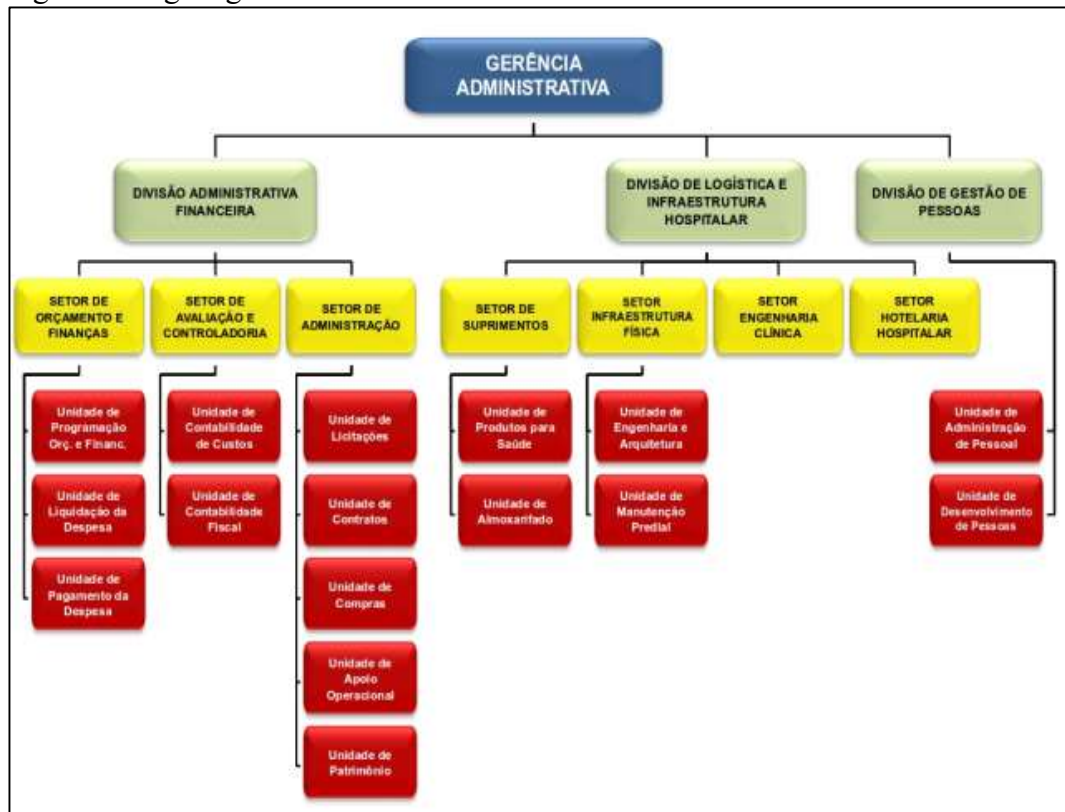 GERÊNCIA
ADMINISTRATIVA
DIVISÃO ADMINISTRATIVA
FINANCEIRA
DIVISÃO DE LOGÍSTICA E
INFRAESTRUTURA
HOSPITALAR
DIVISÃO DE GESTÃO DE
PESSOAS
SETOR DE
ORÇAMENTO E
FINANÇAS
SETOR DE
AVALIAÇÃO E
CONTROLADORIA
SETOR DE
ADMINISTRAÇÃO
SETOR DE
SUPRIMENTOS
SETOR
INFRAESTRUTURA
FÍSICA
SETOR
ENGENHARIA
CLÍNICA
SETOR
HOTELARIA
HOSPITALAR
Unidade de
Programação
Orç. e Financ.
Unidade de
Contabilidade
de Custos
Unidade de
Licitações
Unidade de
Produtos para
Saúde
Unidade de
Engenharia e
Arquitetura
Unidade de
Administração
de Pessoal
Unidade de
Liquidação da
Despesa
Unidade de
Contabilidade
Fiscal
Unidade de
Contratos
Unidade de
Almoxarifado
Unidade de
Manutenção
Predial
Unidade de
Desenvolvimento
de Pessoas
Unidade de
Pagamento da
Despesa
Unidade de
Compras
Unidade de
Apoio
Operacional
Unidade de
Patrimônio